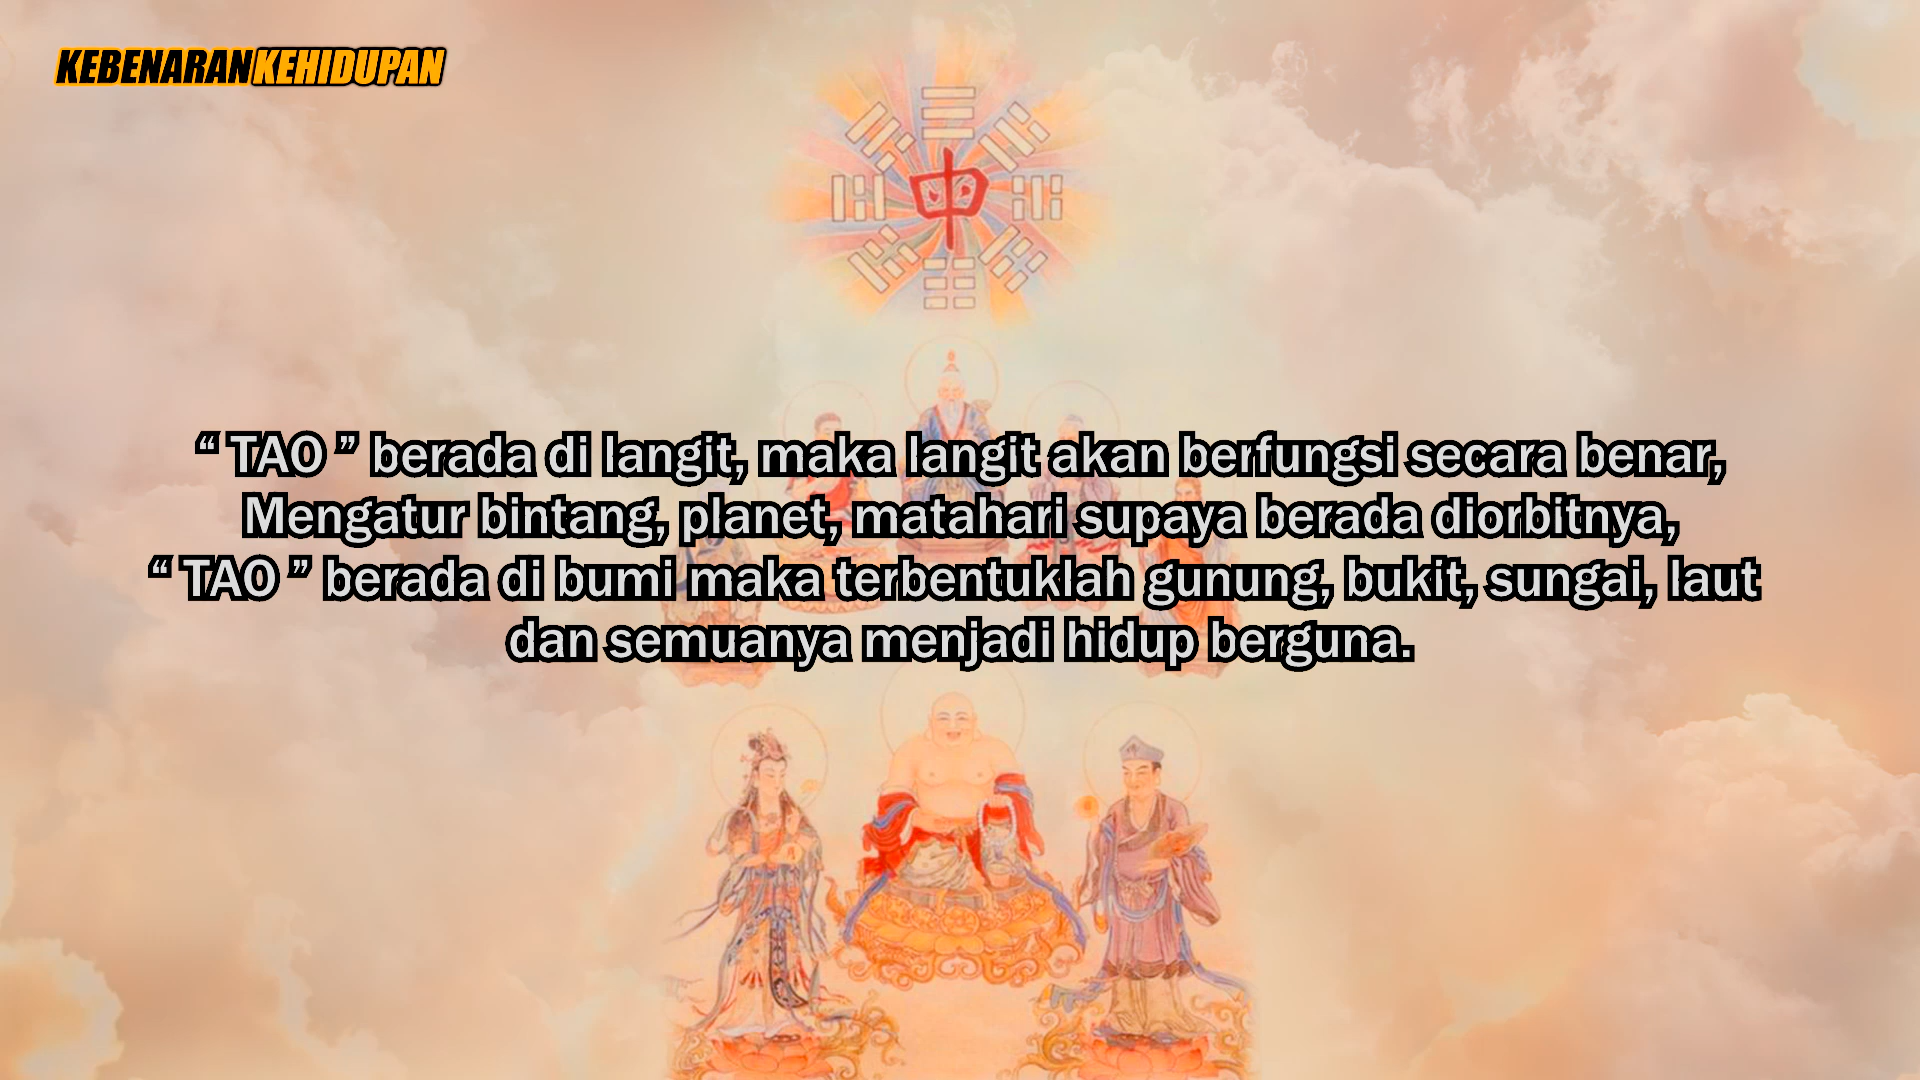 KEBENARANKEHIDUPAN
中
“ TAO ” berada di langit, maka langit akan berfungsi secara benar,
Mengatur bintang, planet, matahari supaya berada diorbitnya,
“ TAO ” berada di bumi maka terbentuklah gunung, bukit, sungai, laut
dan semuanya menjadi hidup berguna.